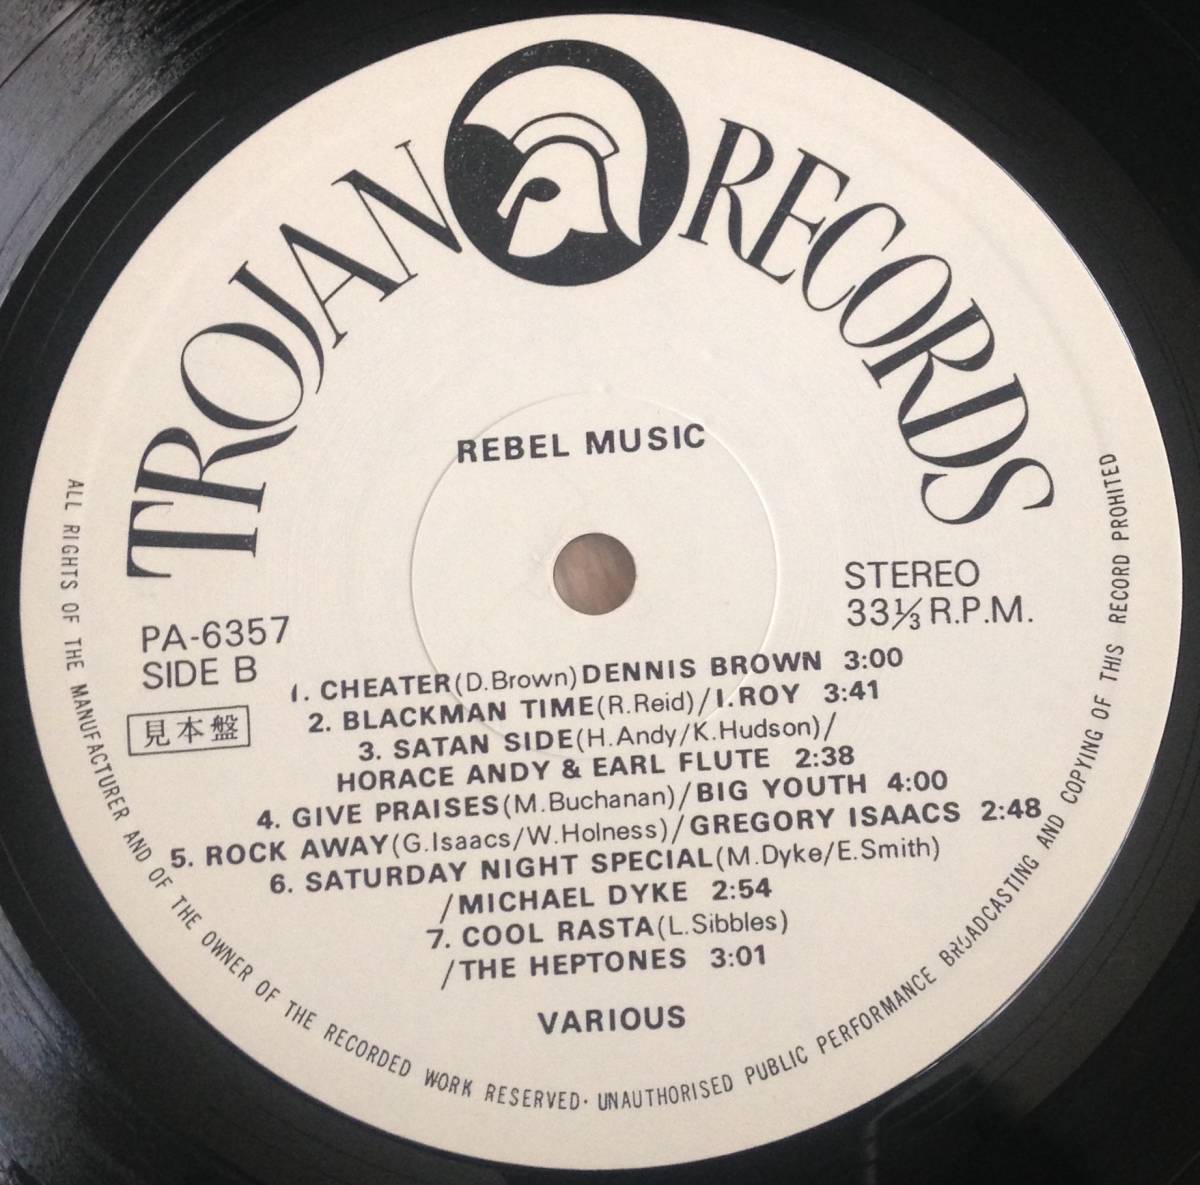 TROJAN RECORDS
REBEL MUSIC
STEREO
33⅓ R.P.M.
PA-6357
SIDE B
見本盤
1. CHEATER(D.Brown)DENNIS BROWN 3:00
2. BLACKMAN TIME(R.Reid)/I.ROY 3:41
3. SATAN SIDE(H.Andy/K.Hudson)/
HORACE ANDY & EARL FLUTE 2:38
4. GIVE PRAISES(M.Buchanan)/BIG YOUTH 4:00
5. ROCK AWAY(G.Isaacs/W.Holness)/GREGORY ISAACS 2:48
6. SATURDAY NIGHT SPECIAL(M.Dyke/E.Smith)
/MICHAEL DYKE 2:54
7. COOL RASTA(L.Sibbles)
/THE HEPTONES 3:01
VARIOUS
ALL RIGHTS OF THE MANUFACTURER AND OF THE OWNER OF THE RECORDED WORK RESERVED· UNAUTHORISED PUBLIC PERFORMANCE BROADCASTING AND COPYING OF THIS RECORD PROHITED